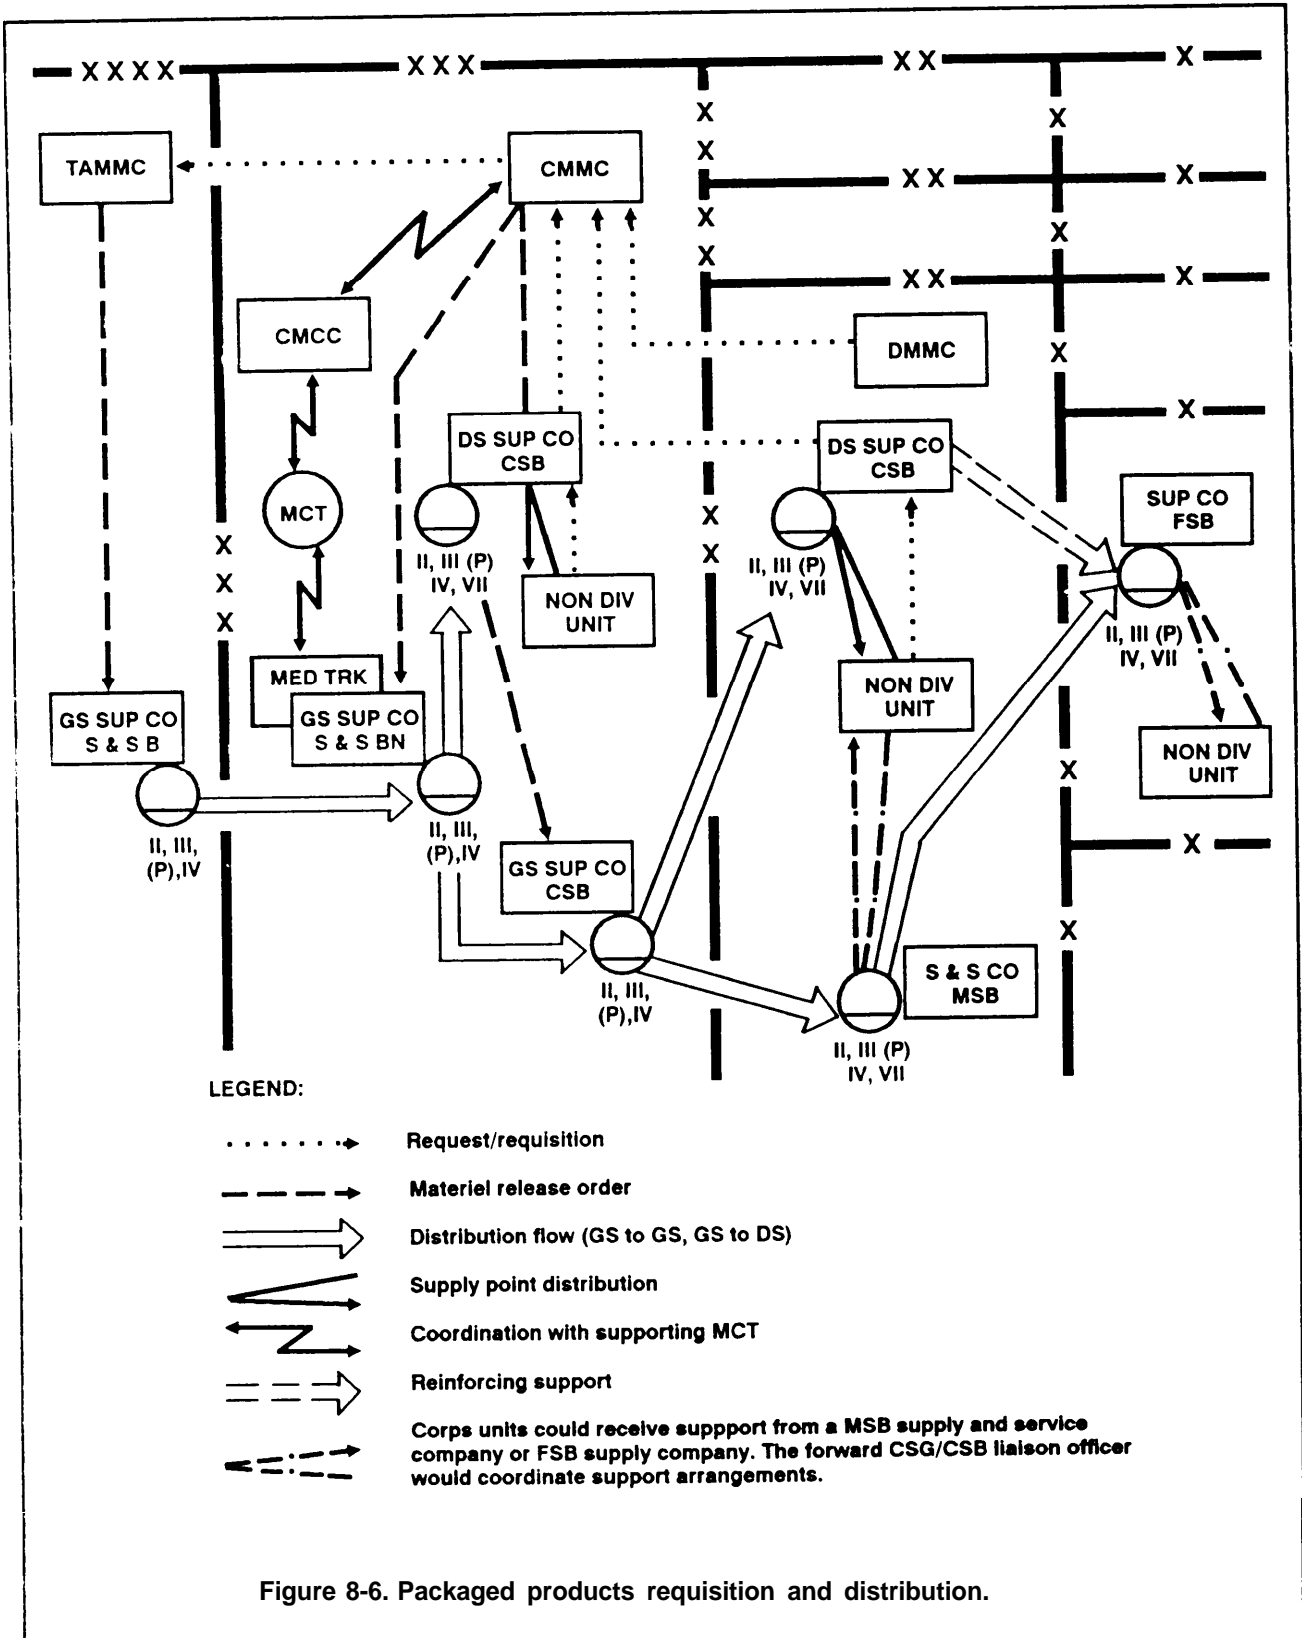 XXXX
XXX
XX
X
X
X
X
X
TAMMC
CMMC
XX
X
X
X
X
XX
X
CMCC
DMMC
X
X
DS SUP CO
CSB
DS SUP CO
CSB
SUP CO
FSB
MCT
X
X
X
X
X
II, III (P)
IV, VII
II, III (P)
IV, VII
NON DIV
UNIT
II, III (P)
IV, VII
MED TRK
GS SUP CO
S & S B
GS SUP CO
S & S BN
NON DIV
UNIT
NON DIV
UNIT
X
II, III,
(P),IV
II, III,
(P),IV
GS SUP CO
CSB
X
X
II, III,
(P),IV
S & S CO
MSB
II, III (P)
IV, VII
LEGEND:
Request/requisition
Materiel release order
Distribution flow (GS to GS, GS to DS)
Supply point distribution
Coordination with supporting MCT
Reinforcing support
Corps units could receive suppport from a MSB supply and service
company or FSB supply company. The forward CSG/CSB liaison officer
would coordinate support arrangements.
Figure 8-6. Packaged products requisition and distribution.